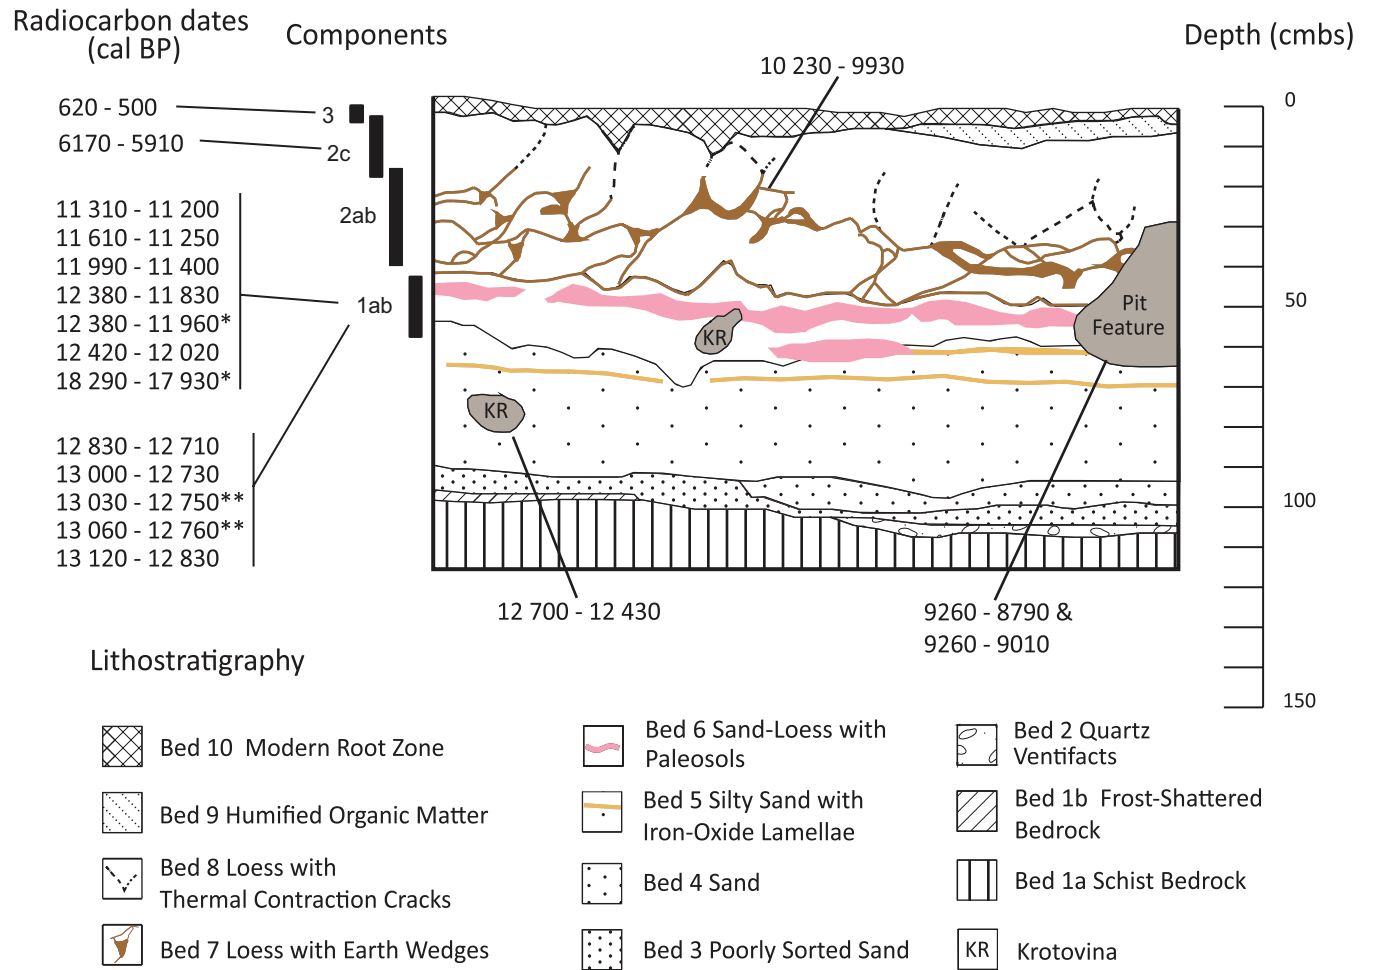 Radiocarbon dates
(cal BP)
Components
Depth (cmbs)
10 230 - 9930
620 - 500
6170 - 5910
3
2c
2ab
1ab
11 310 - 11 200
11 610 - 11 250
11 990 - 11 400
12 380 - 11 830
12 380 - 11 960*
12 420 - 12 020
18 290 - 17 930*
12 830 - 12 710
13 000 - 12 730
13 030 - 12 750**
13 060 - 12 760**
13 120 - 12 830
KR
KR
Pit
Feature
0
50
100
150
12 700 - 12 430
9260 - 8790 &
9260 - 9010
Lithostratigraphy
Bed 10 Modern Root Zone
Bed 9 Humified Organic Matter
Bed 8 Loess with
Thermal Contraction Cracks
Bed 7 Loess with Earth Wedges
Bed 6 Sand-Loess with
Paleosols
Bed 5 Silty Sand with
Iron-Oxide Lamellae
Bed 4 Sand
Bed 3 Poorly Sorted Sand
Bed 2 Quartz
Ventifacts
Bed 1b Frost-Shattered
Bedrock
Bed 1a Schist Bedrock
KR Krotovina